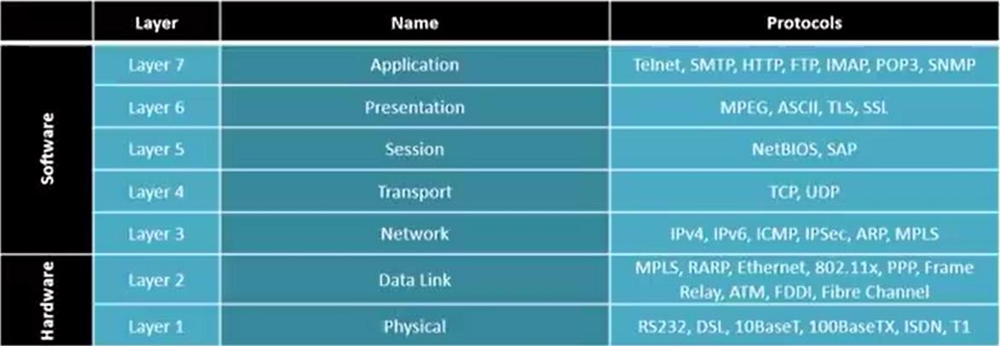 Layer Name Protocols
Software
Layer 7 Application Telnet, SMTP, HTTP, FTP, IMAP, POP3, SNMP
Layer 6 Presentation MPEG, ASCII, TLS, SSL
Layer 5 Session NetBIOS, SAP
Layer 4 Transport TCP, UDP
Layer 3 Network IPv4, IPv6, ICMP, IPSec, ARP, MPLS
Hardware
Layer 2 Data Link MPLS, RARP, Ethernet, 802.11x, PPP, Frame
Relay, ATM, FDDI, Fibre Channel
Layer 1 Physical RS232, DSL, 10BaseT, 100BaseTX, ISDN, T1